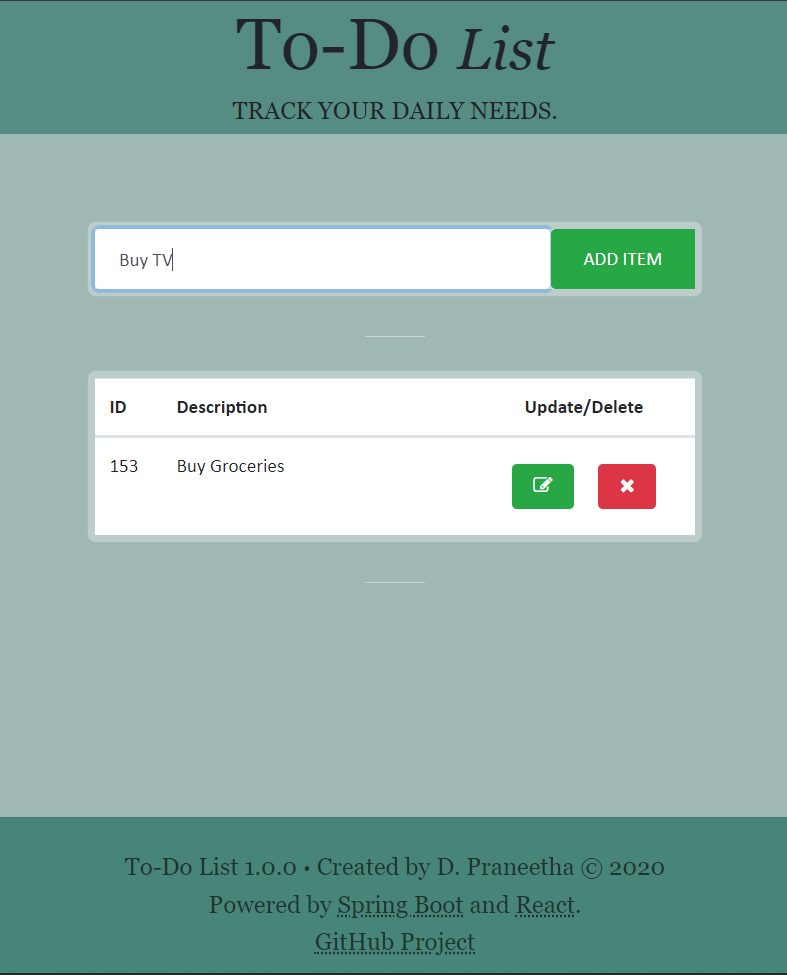 To-Do List
TRACK YOUR DAILY NEEDS.
Buy TV
ADD ITEM
ID Description Update/Delete
153 Buy Groceries
To-Do List 1.0.0 • Created by D. Praneetha © 2020
Powered by Spring Boot and React.
GitHub Project